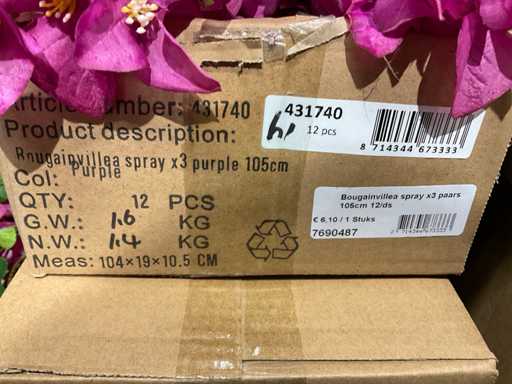 Article number: 431740
Product description:
Bougainvillea spray x3 purple 105cm
Col: Purple
QTY: 12 PCS
G.W.: 1.6 KG
N.W.: 1.4 KG
Meas: 104×19×10.5 CM
431740
12 pcs
8 714344 673333
Bougainvillea spray x3 paars
105cm 12/ds
€ 6,10 / 1 Stuks
7690487